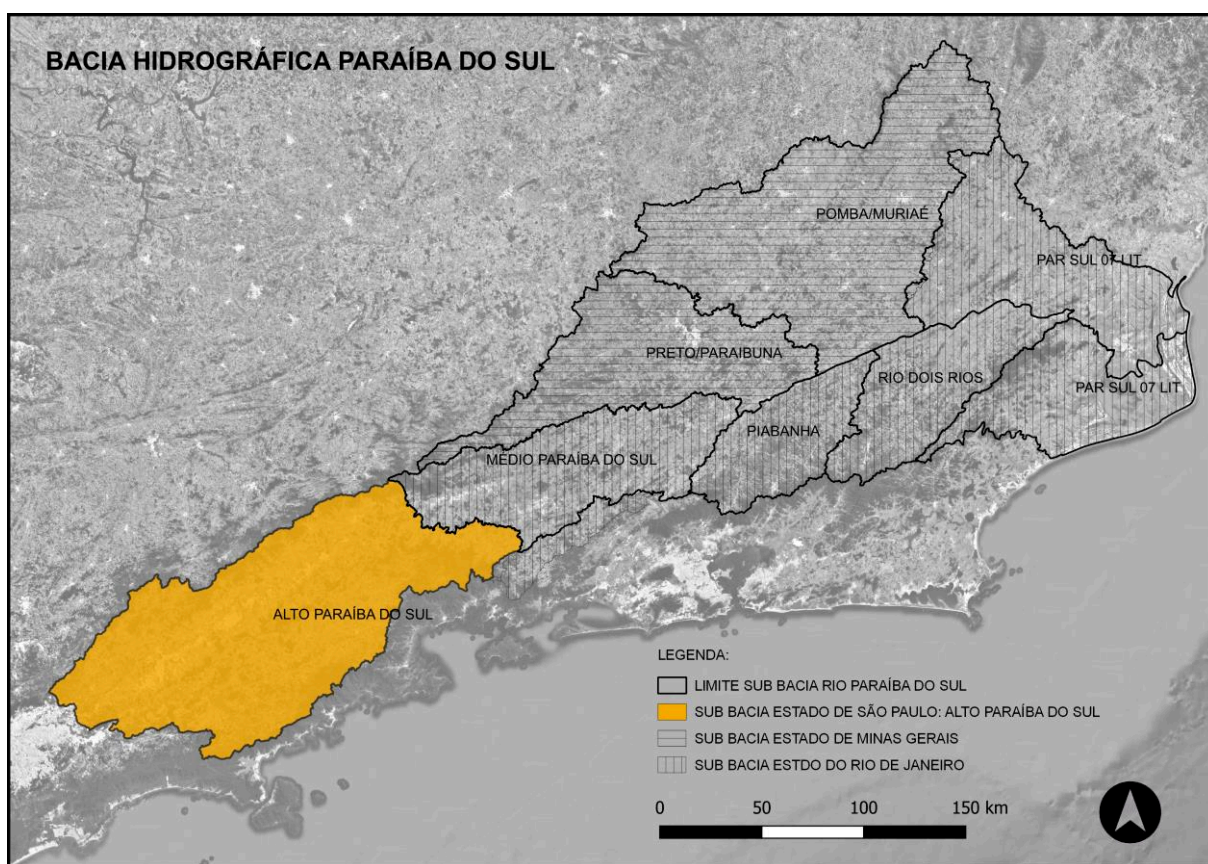 BACIA HIDROGRÁFICA PARAÍBA DO SUL
POMBA/MURIAÉ
PAR SUL 07 LIT
PRETO/PARAIBUNA
RIO DOIS RIOS
PAR SUL 07 LIT
PIABANHA
MÉDIO PARAÍBA DO SUL
ALTO PARAÍBA DO SUL
LEGENDA:
LIMITE SUB BACIA RIO PARAÍBA DO SUL
SUB BACIA ESTADO DE SÃO PAULO: ALTO PARAÍBA DO SUL
SUB BACIA ESTADO DE MINAS GERAIS
SUB BACIA ESTDO DO RIO DE JANEIRO
0 50 100 150 km